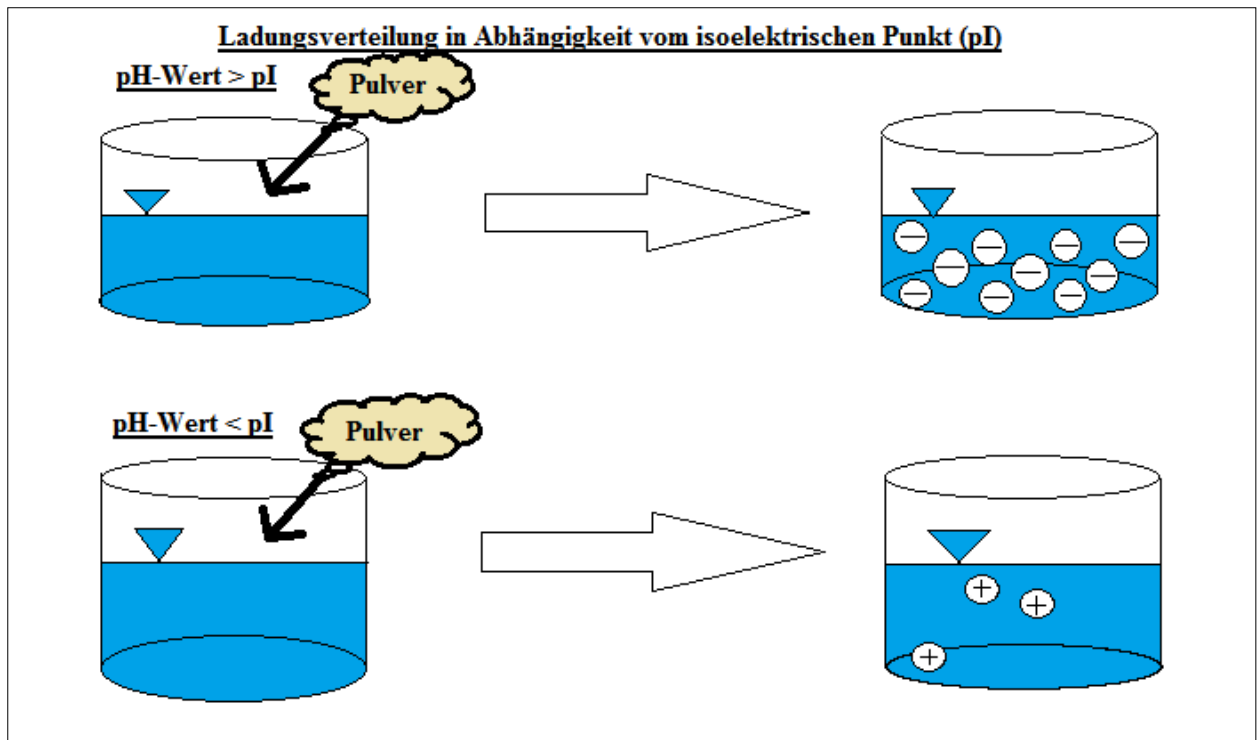 Ladungsverteilung in Abhängigkeit vom isoelektrischen Punkt (pI)
pH-Wert > pI
Pulver
pH-Wert < pI
Pulver